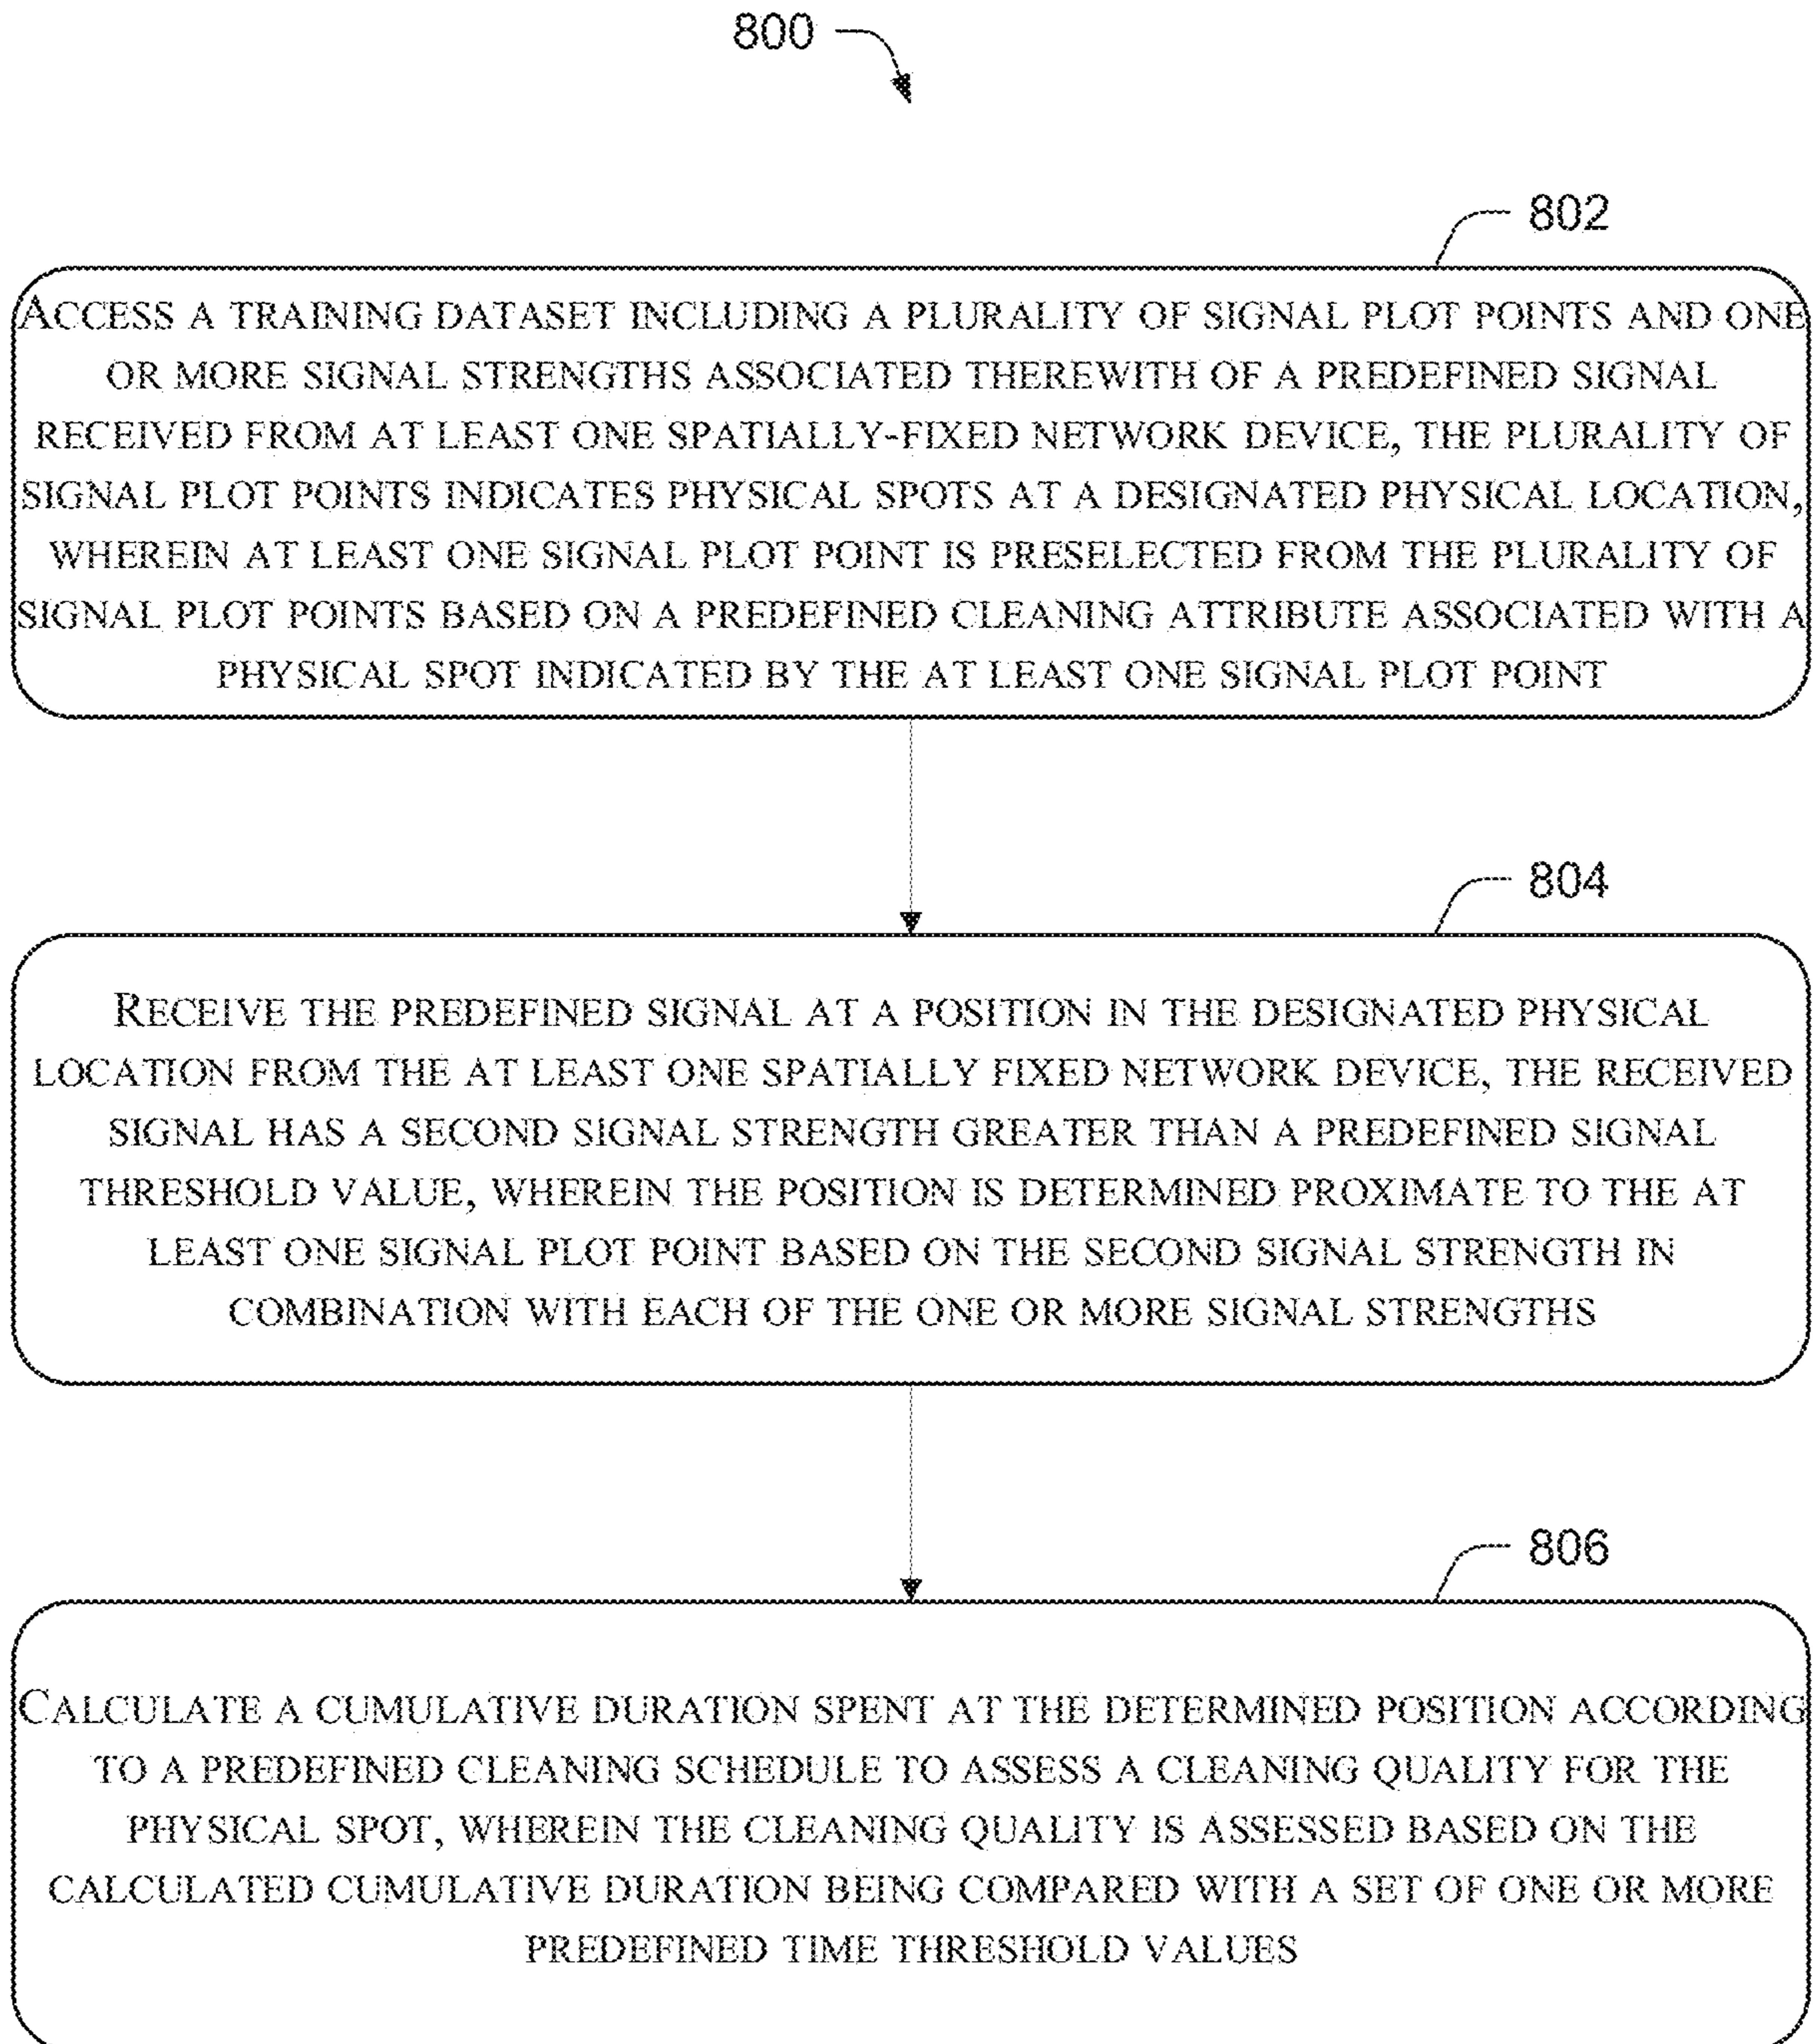 800
802
ACCESS A TRAINING DATASET INCLUDING A PLURALITY OF SIGNAL PLOT POINTS AND ONE
OR MORE SIGNAL STRENGTHS ASSOCIATED THEREWITH OF A PREDEFINED SIGNAL
RECEIVED FROM AT LEAST ONE SPATIALLY-FIXED NETWORK DEVICE, THE PLURALITY OF
SIGNAL PLOT POINTS INDICATES PHYSICAL SPOTS AT A DESIGNATED PHYSICAL LOCATION,
WHEREIN AT LEAST ONE SIGNAL PLOT POINT IS PRESELECTED FROM THE PLURALITY OF
SIGNAL PLOT POINTS BASED ON A PREDEFINED CLEANING ATTRIBUTE ASSOCIATED WITH A
PHYSICAL SPOT INDICATED BY THE AT LEAST ONE SIGNAL PLOT POINT
804
RECEIVE THE PREDEFINED SIGNAL AT A POSITION IN THE DESIGNATED PHYSICAL
LOCATION FROM THE AT LEAST ONE SPATIALLY FIXED NETWORK DEVICE, THE RECEIVED
SIGNAL HAS A SECOND SIGNAL STRENGTH GREATER THAN A PREDEFINED SIGNAL
THRESHOLD VALUE, WHEREIN THE POSITION IS DETERMINED PROXIMATE TO THE AT
LEAST ONE SIGNAL PLOT POINT BASED ON THE SECOND SIGNAL STRENGTH IN
COMBINATION WITH EACH OF THE ONE OR MORE SIGNAL STRENGTHS
806
CALCULATE A CUMULATIVE DURATION SPENT AT THE DETERMINED POSITION ACCORDING
TO A PREDEFINED CLEANING SCHEDULE TO ASSESS A CLEANING QUALITY FOR THE
PHYSICAL SPOT, WHEREIN THE CLEANING QUALITY IS ASSESSED BASED ON THE
CALCULATED CUMULATIVE DURATION BEING COMPARED WITH A SET OF ONE OR MORE
PREDEFINED TIME THRESHOLD VALUES